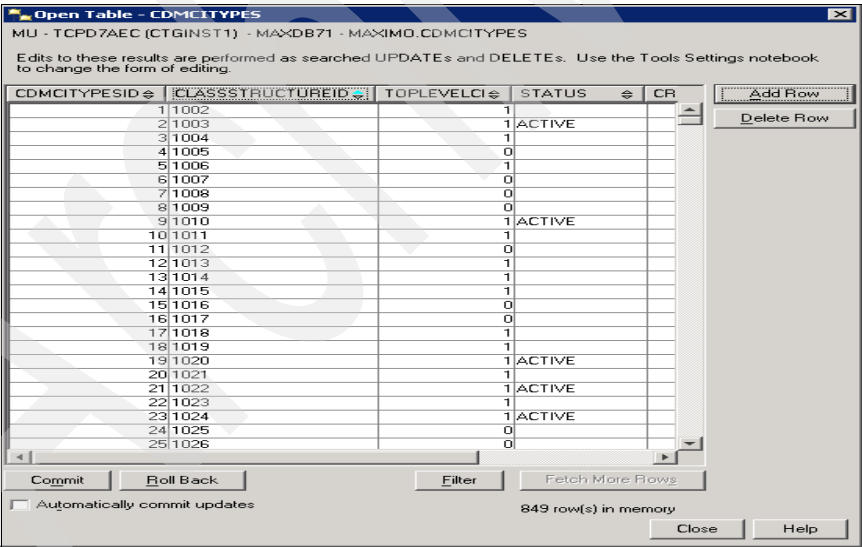 Open Table - CDMCITYPES
MU - TCPD7AEC (CTGINST1) - MAXDB71 - MAXIMO.CDMCITYPES
Edits to these results are performed as searched UPDATEs and DELETEs. Use the Tools Settings notebook
to change the form of editing.
CDMCITYPESID CLASSSTRUCTUREID TOPLEVELCI STATUS CR
1 1002 1
2 1003 1 ACTIVE
3 1004 1
4 1005 0
5 1006 1
6 1007 0
7 1008 0
8 1009 0
9 1010 1 ACTIVE
10 1011 1
11 1012 0
12 1013 1
13 1014 1
14 1015 1
15 1016 0
16 1017 0
17 1018 1
18 1019 1
19 1020 1 ACTIVE
20 1021 1
21 1022 1 ACTIVE
22 1023 1
23 1024 1 ACTIVE
24 1025 0
25 1026 0
Add Row
Delete Row
Commit Roll Back Filter Fetch More Rows
Automatically commit updates
849 row(s) in memory
Close Help